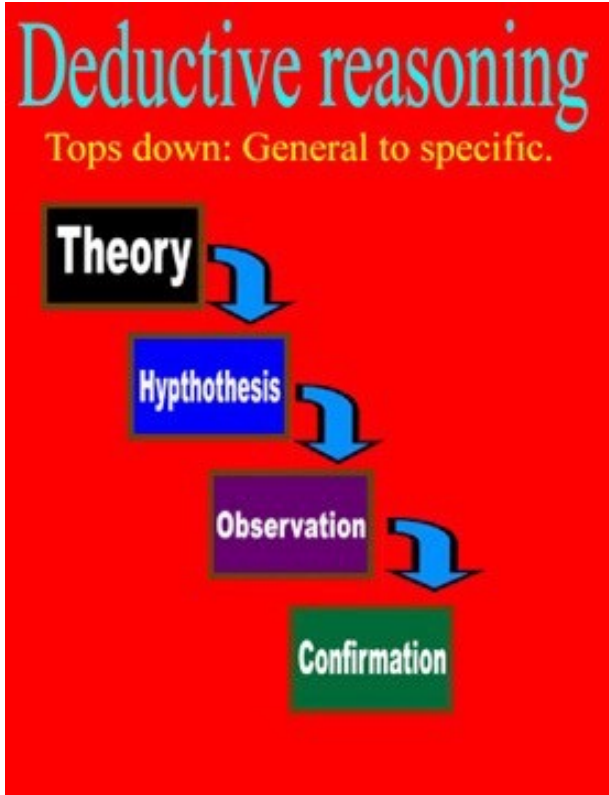 Deductive reasoning
Tops down: General to specific.
Theory
Hypthothesis
Observation
Confirmation